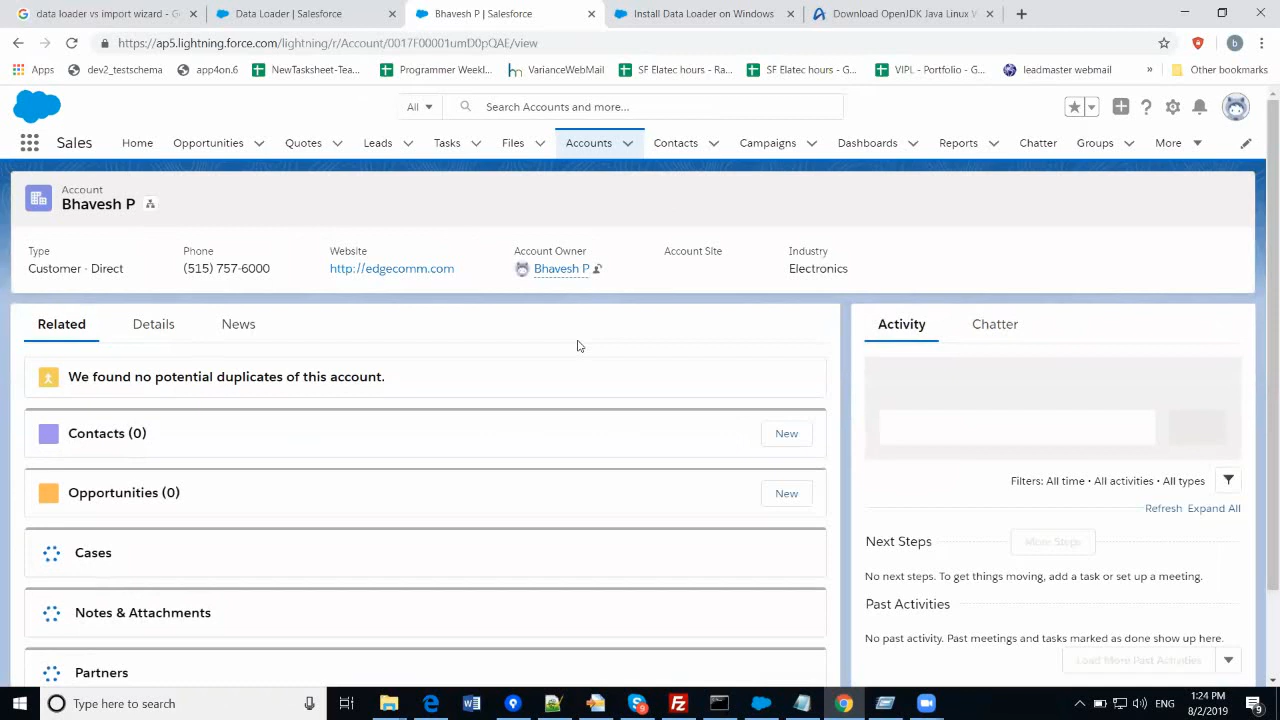 data loader vs import wizard - G
Data Loader | Salesforce
Bhavesh P | Salesforce
Install Data Loader on Windows
Download OpenJDK Java Linux V
https://ap5.lightning.force.com/lightning/r/Account/0017F00001umD0pQAE/view
b
Apps
dev2_testschema
app4on.6
NewTasksheet-Tea...
Programmer Weekl...
VarianceWebMail
SF Elatec hours - Ra...
SF Elatec hours - G...
VIPL - Portfolio - G...
leadmaster webmail
»
Other bookmarks
All
Search Accounts and more...
Sales
Home
Opportunities
Quotes
Leads
Tasks
Files
Accounts
Contacts
Campaigns
Dashboards
Reports
Chatter
Groups
More
Account
Bhavesh P
Type
Phone
Website
Account Owner
Account Site
Industry
Customer - Direct
(515) 757-6000
http://edgecomm.com
Bhavesh P
Electronics
Related
Details
News
Activity
Chatter
We found no potential duplicates of this account.
Contacts (0)
New
Opportunities (0)
New
Cases
Notes & Attachments
Partners
Filters: All time • All activities • All types
Refresh
Expand All
Next Steps
More Steps
No next steps. To get things moving, add a task or set up a meeting.
Past Activities
No past activity. Past meetings and tasks marked as done show up here.
Load More Past Activities
Type here to search
ENG
1:24 PM
8/2/2019